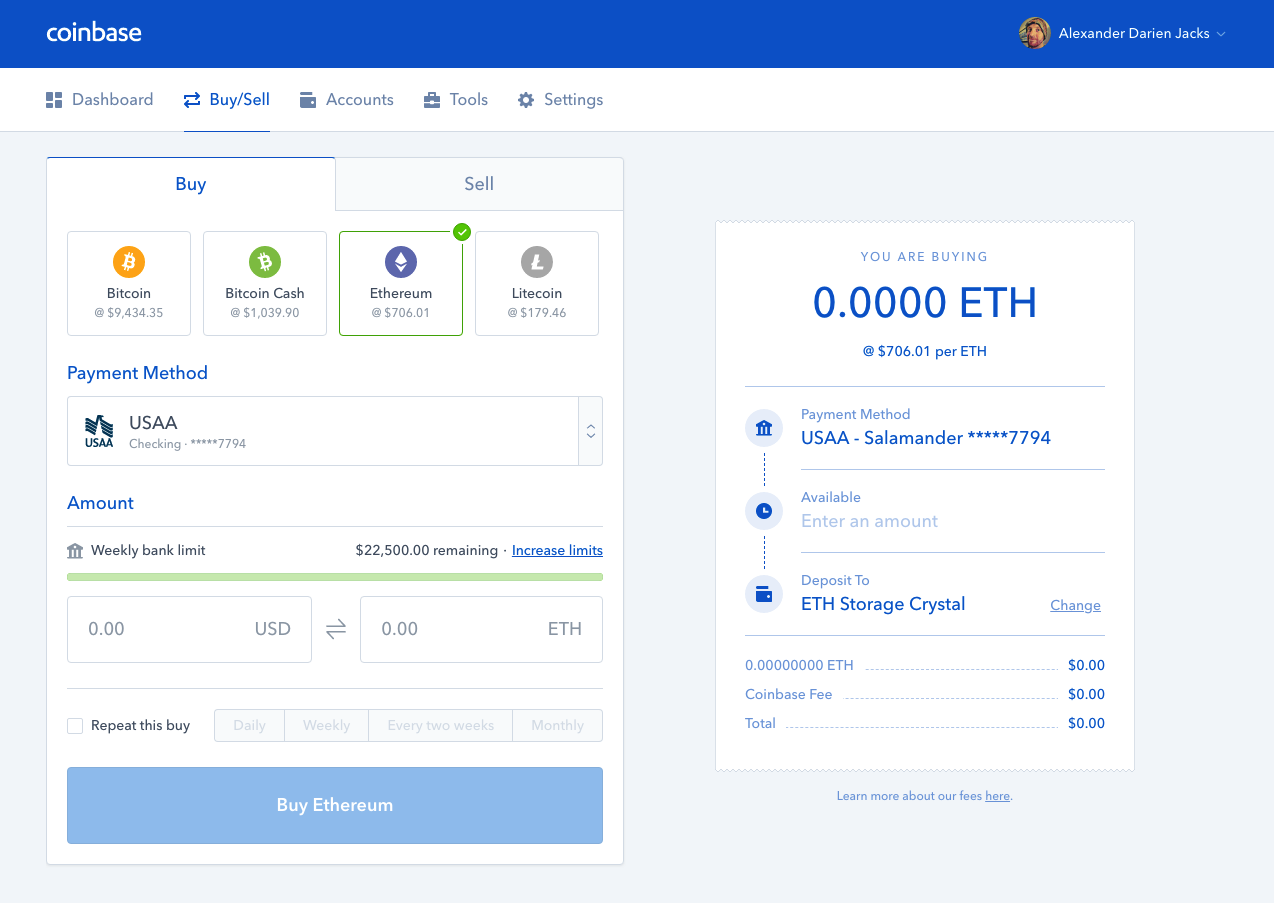 coinbase
Alexander Darien Jacks
Dashboard
Buy/Sell
Accounts
Tools
Settings
Buy
Sell
Bitcoin
@ $9,434.35
Bitcoin Cash
@ $1,039.90
Ethereum
@ $706.01
Litecoin
@ $179.46
Payment Method
USAA
USAA
Checking · *****7794
Amount
Weekly bank limit
$22,500.00 remaining · Increase limits
0.00 USD
0.00 ETH
Repeat this buy
Daily
Weekly
Every two weeks
Monthly
Buy Ethereum
YOU ARE BUYING
0.0000 ETH
@ $706.01 per ETH
Payment Method
USAA - Salamander *****7794
Available
Enter an amount
Deposit To
ETH Storage Crystal
Change
0.00000000 ETH $0.00
Coinbase Fee $0.00
Total $0.00
Learn more about our fees here.